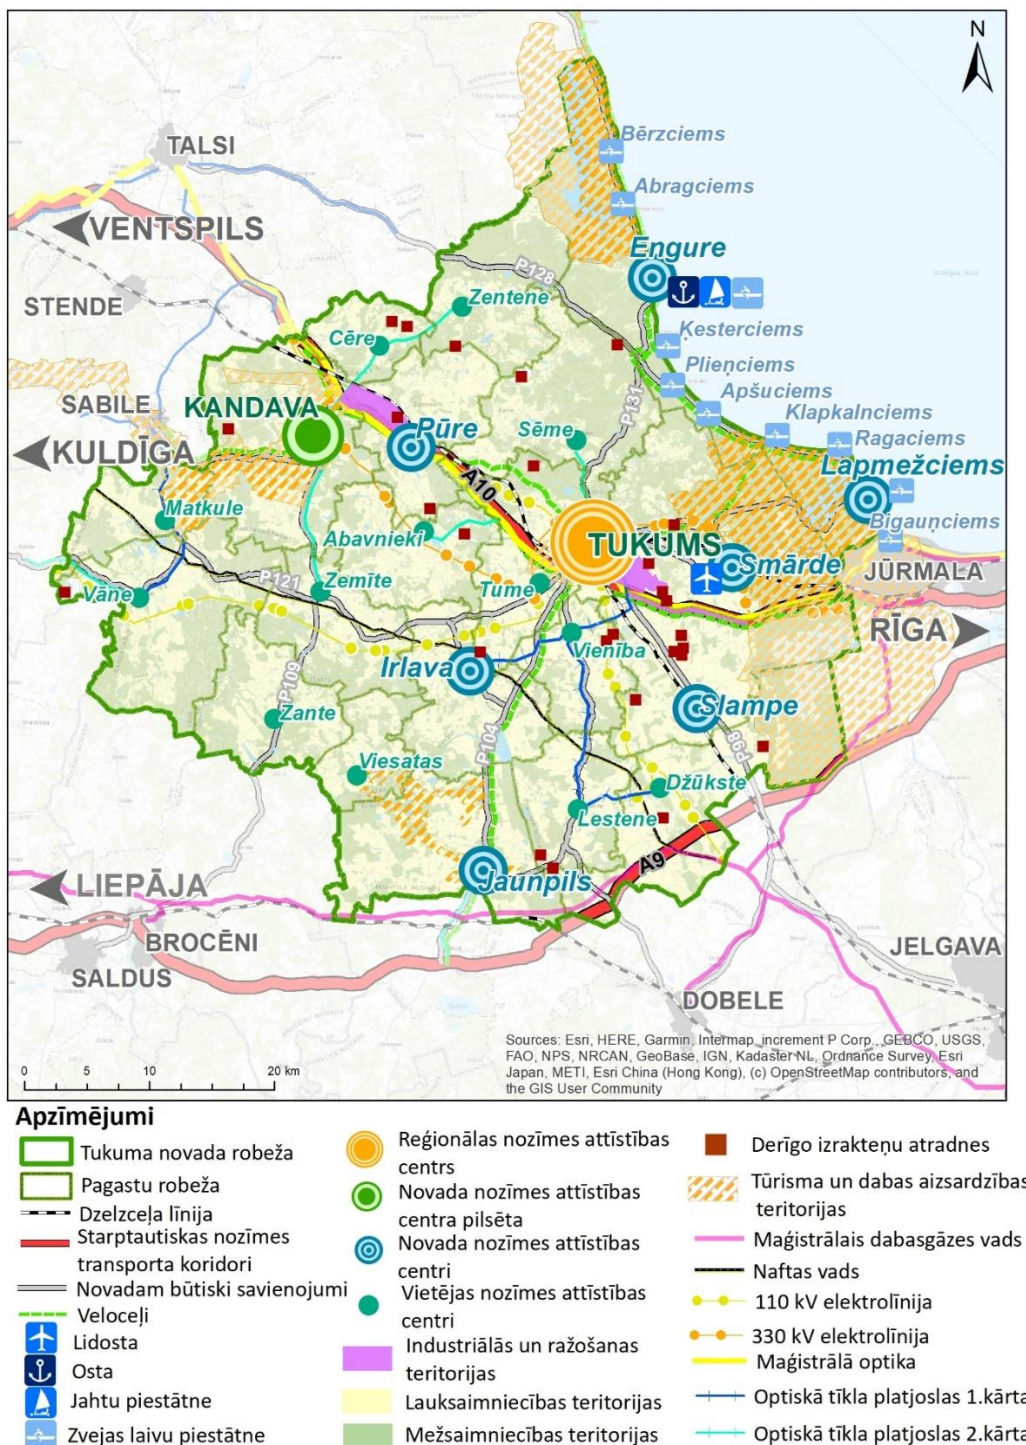 N
Bērzciems
TALSI
Abragciems
VENTSPILS
Engure
P128
STENDE
Zentene
Ķesterciems
Cēre
Plieņciems
SABILE
KANDAVA
P131
Apšuciems
Klapkalnciems
Pūre
Sēme
Ragaciems
KULDĪGA
Lapmežciems
A10
Matkule
Bigauņciems
Abavnieki
TUKUMS
Smārde
JŪRMALA
P121
Zemīte
Tume
Vāne
RĪGA
Vienība
Irlava
P109
Slampe
Zante
P104
P98
Viesatas
Džūkste
Lestene
A9
LIEPĀJA
Jaunpils
BROCĒNI
JELGAVA
SALDUS
DOBELE
Sources: Esri, HERE, Garmin, Intermap, increment P Corp., GEBCO, USGS,
FAO, NPS, NRCAN, GeoBase, IGN, Kadaster NL, Ordnance Survey, Esri
Japan, METI, Esri China (Hong Kong), (c) OpenStreetMap contributors, and
the GIS User Community
0 5 10 20 km
Apzīmējumi
Tukuma novada robeža
Pagastu robeža
Dzelzceļa līnija
Starptautiskas nozīmes
transporta koridori
Novadam būtiski savienojumi
Veloceļi
Lidosta
Osta
Jahtu piestātne
Zvejas laivu piestātne
Reģionālas nozīmes attīstības
centrs
Novada nozīmes attīstības
centra pilsēta
Novada nozīmes attīstības
centri
Vietējas nozīmes attīstības
centri
Industriālās un ražošanas
teritorijas
Lauksaimniecības teritorijas
Mežsaimniecības teritorijas
Derīgo izrakteņu atradnes
Tūrisma un dabas aizsardzības
teritorijas
Maģistrālais dabasgāzes vads
Naftas vads
110 kV elektrolīnija
330 kV elektrolīnija
Maģistrālā optika
Optiskā tīkla platjoslas 1.kārta
Optiskā tīkla platjoslas 2.kārta